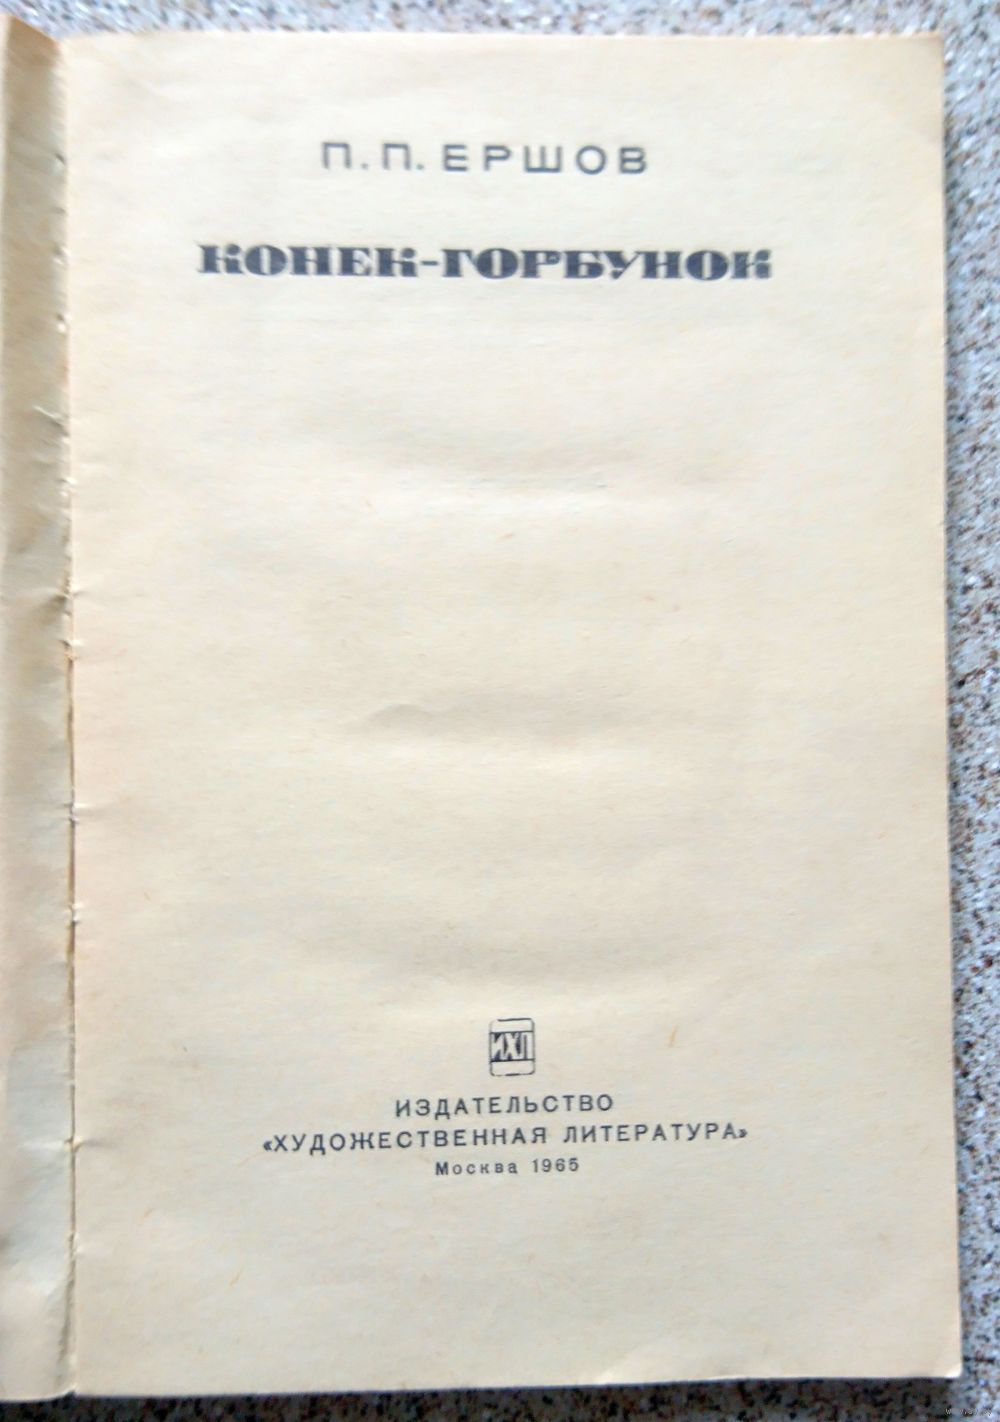 П. П. ЕРШОВ
КОНЕК-ГОРБУНОК
ИХЛ
ИЗДАТЕЛЬСТВО
«ХУДОЖЕСТВЕННАЯ ЛИТЕРАТУРА»
Москва 1965